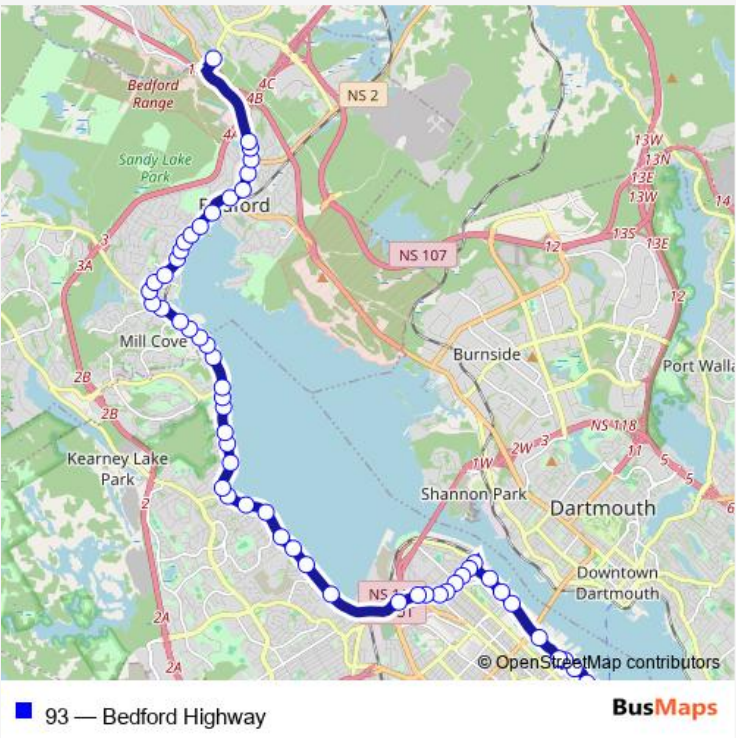 Bedford
Range
4C
4B
NS 2
4A
Sandy Lake
Park
13W
13N
13E
13W
14
Bedford
3
3A
NS 107
12
13S
13E
12
Mill Cove
Burnside
Port Walla
2B
2B
NS 118
2W
3
1W
11
5
5
6
Kearney Lake
Park
Shannon Park
Dartmouth
2
Downtown
Dartmouth
2A
2A
© OpenStreetMap contributors
93 — Bedford Highway
BusMaps